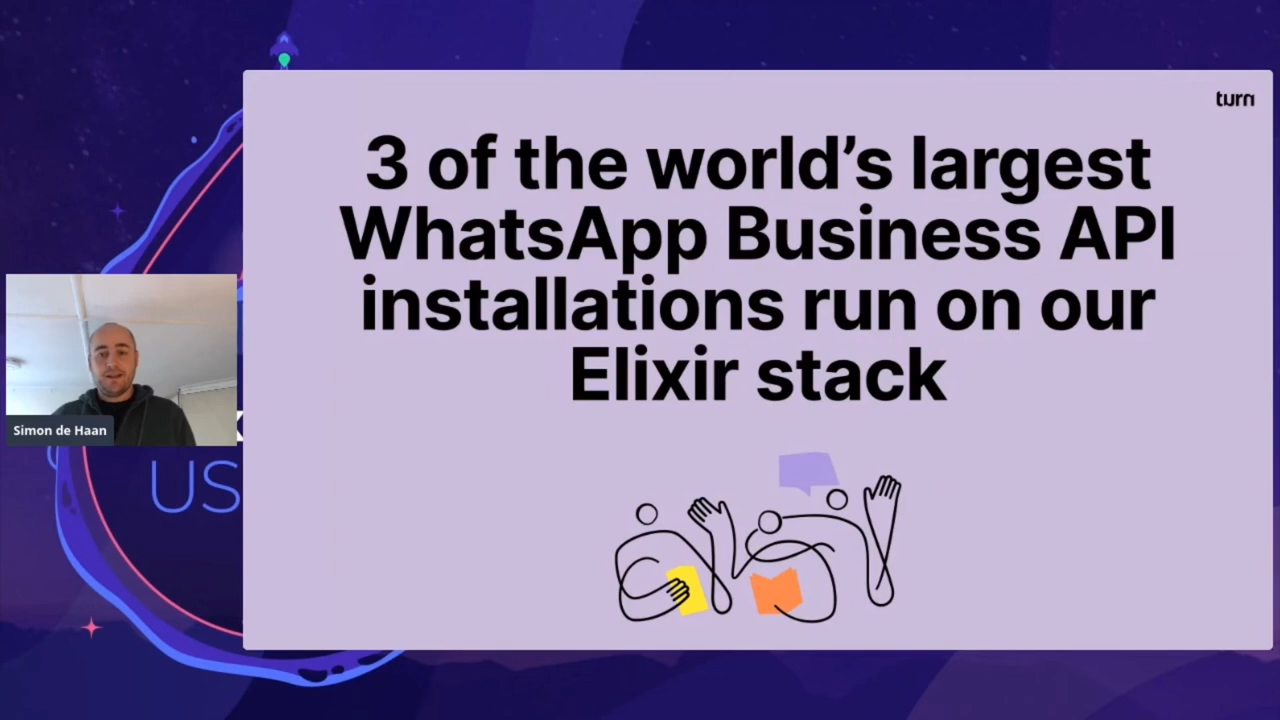 turn
3 of the world’s largest
WhatsApp Business API
installations run on our
Elixir stack
Simon de Haan
US